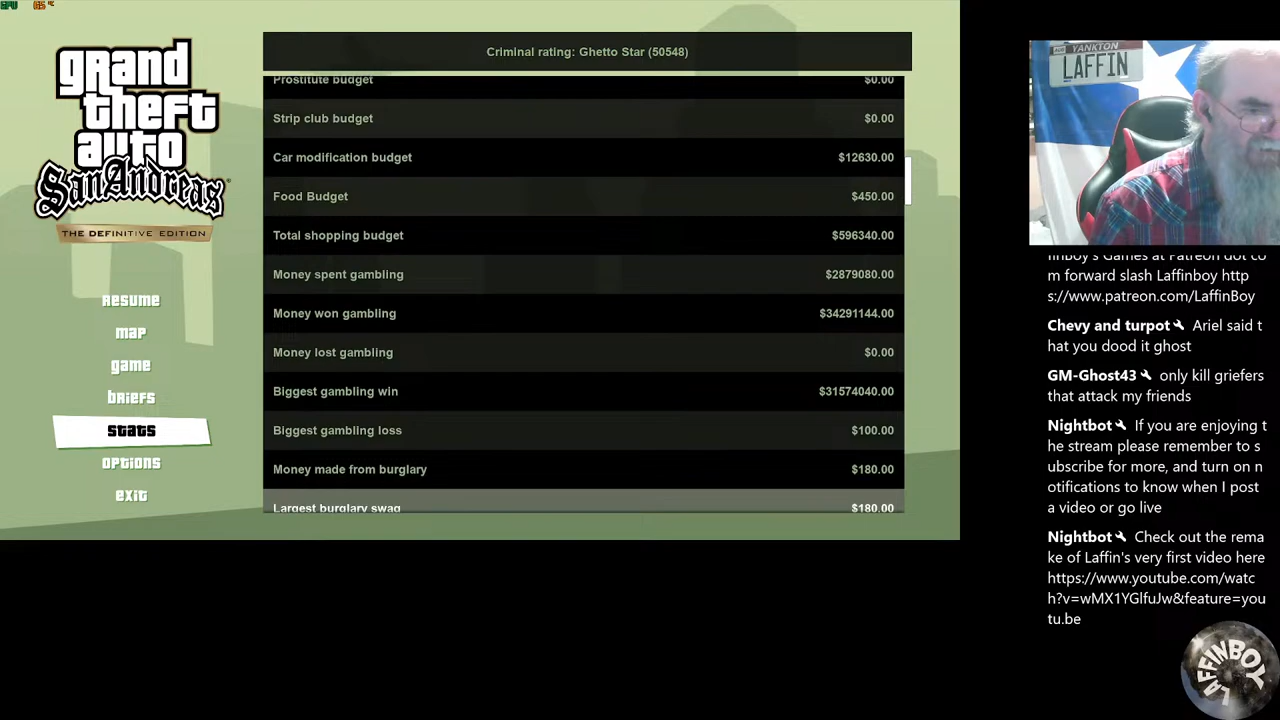 GPU 65 °C
grand
theft
auto
San Andreas
THE DEFINITIVE EDITION
Resume
map
game
briefs
stats
options
exit
Criminal rating: Ghetto Star (50548)
Prostitute budget $0.00
Strip club budget $0.00
Car modification budget $12630.00
Food Budget $450.00
Total shopping budget $596340.00
Money spent gambling $2879080.00
Money won gambling $34291144.00
Money lost gambling $0.00
Biggest gambling win $31574040.00
Biggest gambling loss $100.00
Money made from burglary $180.00
Largest burglary swag $180.00
YANKTON
LAFFIN
finBoy's Games at Patreon dot co
m forward slash Laffinboy http
s://www.patreon.com/LaffinBoy
Chevy and turpot Ariel said t
hat you dood it ghost
GM-Ghost43 only kill griefers
that attack my friends
Nightbot If you are enjoying t
he stream please remember to s
ubscribe for more, and turn on n
otifications to know when I post
a video or go live
Nightbot Check out the rema
ke of Laffin's very first video here
https://www.youtube.com/watc
h?v=wMX1YGlfuJw&feature=you
tu.be
LAFFINBOY